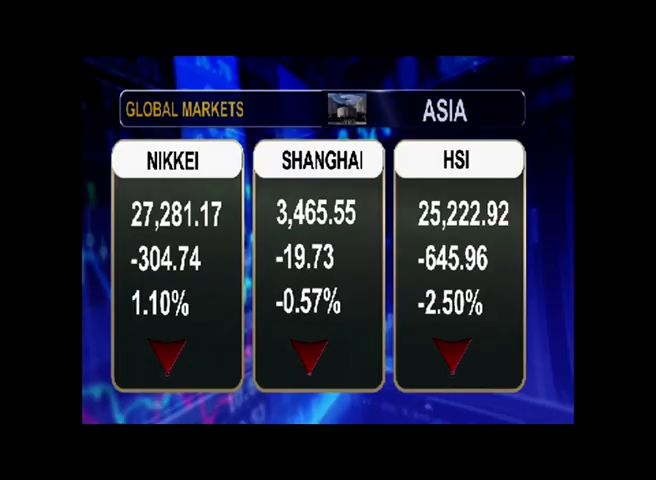 GLOBAL MARKETS
ASIA
NIKKEI
27,281.17
-304.74
1.10%
SHANGHAI
3,465.55
-19.73
-0.57%
HSI
25,222.92
-645.96
-2.50%